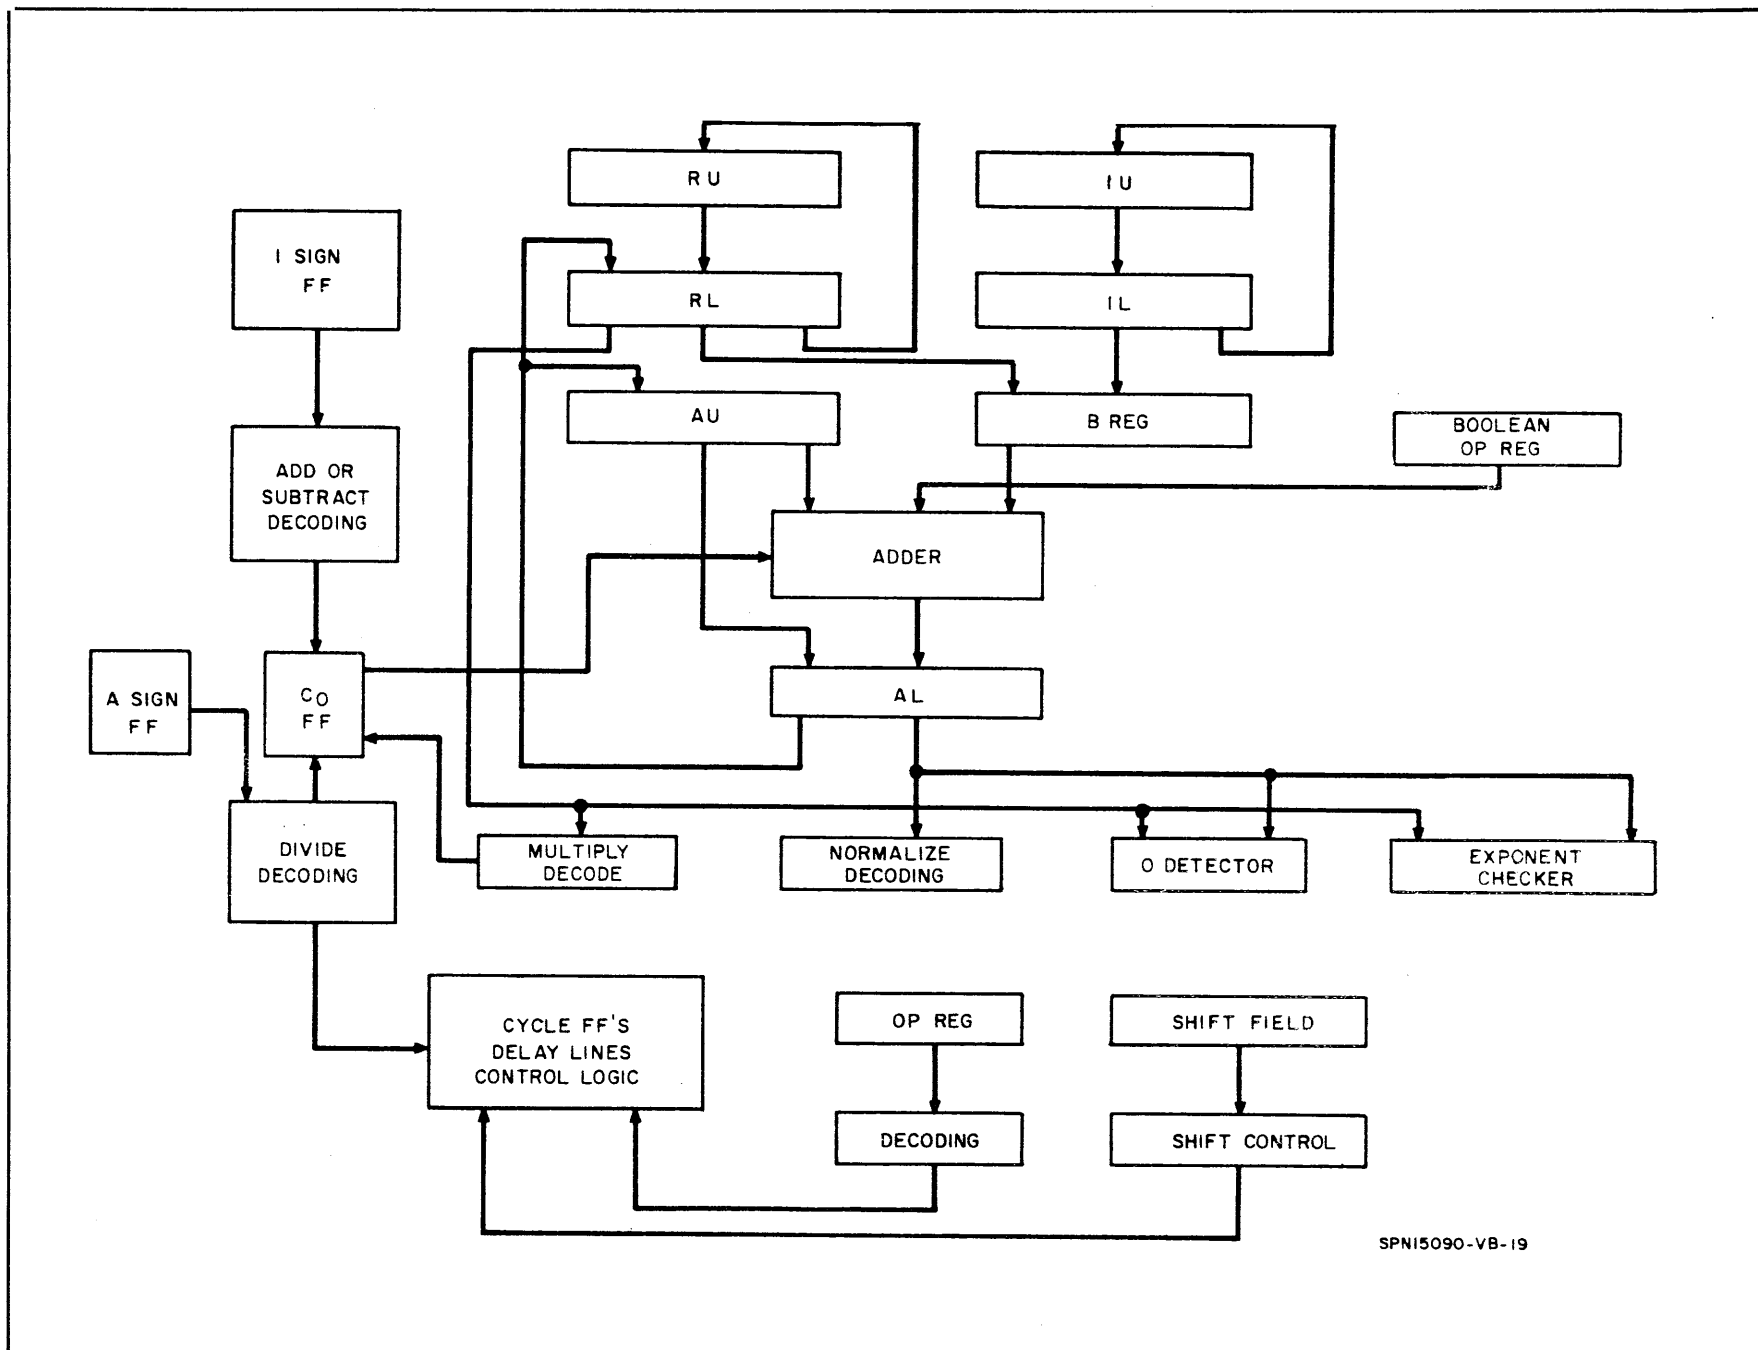 RU
IU
I SIGN
FF
RL
IL
AU
B REG
BOOLEAN
OP REG
ADD OR
SUBTRACT
DECODING
ADDER
A SIGN
FF
CO
FF
AL
DIVIDE
DECODING
MULTIPLY
DECODE
NORMALIZE
DECODING
O DETECTOR
EXPONENT
CHECKER
CYCLE FF'S
DELAY LINES
CONTROL LOGIC
OP REG
SHIFT FIELD
DECODING
SHIFT CONTROL
SPN15090-VB-19